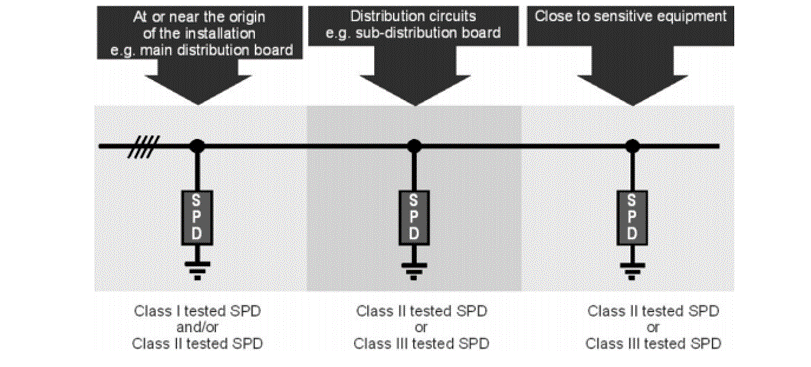 At or near the origin
of the installation
e.g. main distribution board
Distribution circuits
e.g. sub-distribution board
Close to sensitive equipment
SPD
SPD
SPD
Class I tested SPD
and/or
Class II tested SPD
Class II tested SPD
or
Class III tested SPD
Class II tested SPD
or
Class III tested SPD